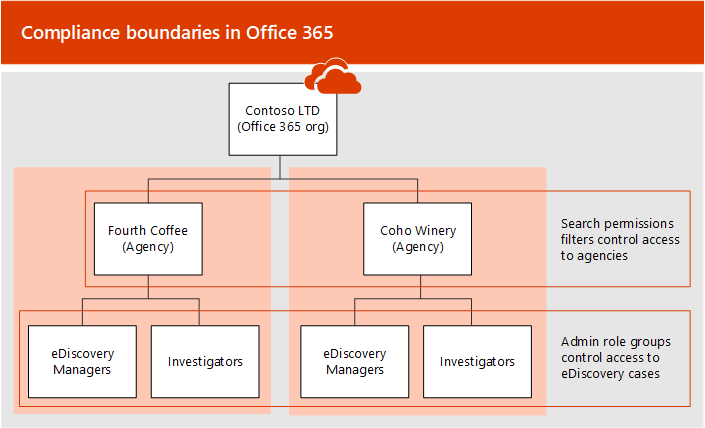 Compliance boundaries in Office 365
Contoso LTD
(Office 365 org)
Fourth Coffee
(Agency)
Coho Winery
(Agency)
Search permissions
filters control access
to agencies
eDiscovery
Managers
Investigators
eDiscovery
Managers
Investigators
Admin role groups
control access to
eDiscovery cases